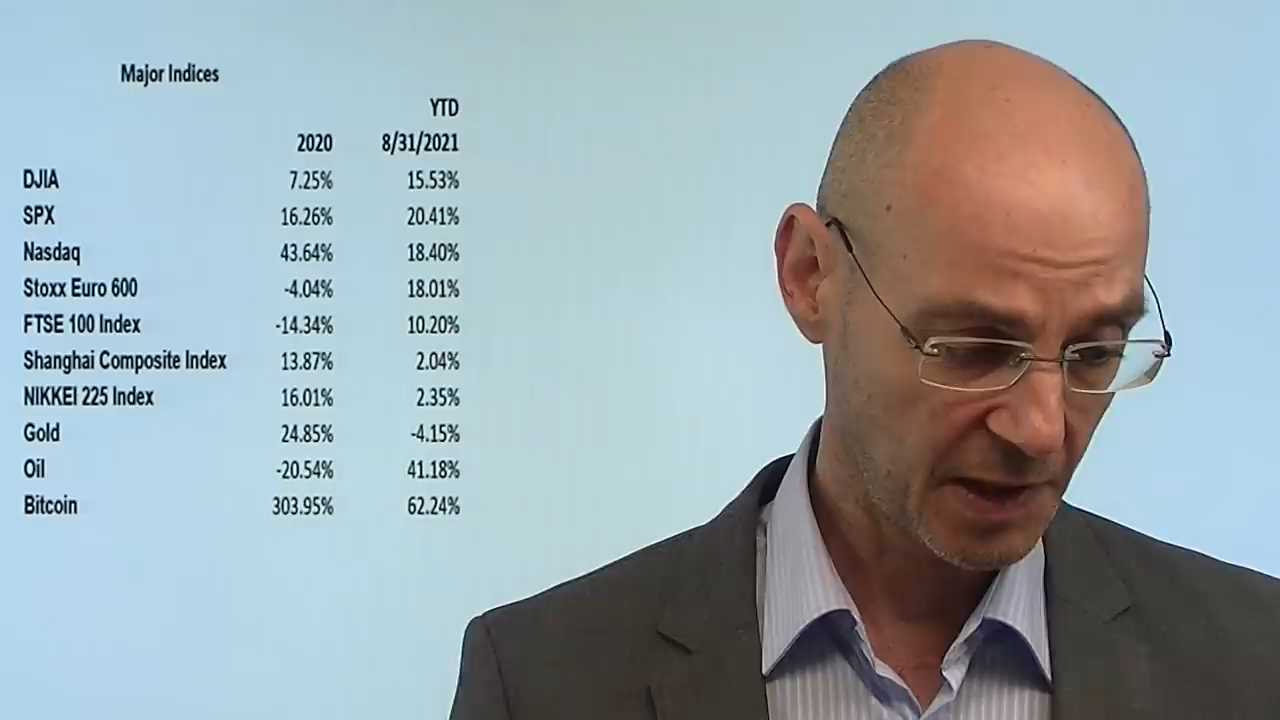 Major Indices
YTD
2020 8/31/2021
DJIA 7.25% 15.53%
SPX 16.26% 20.41%
Nasdaq 43.64% 18.40%
Stoxx Euro 600 -4.04% 18.01%
FTSE 100 Index -14.34% 10.20%
Shanghai Composite Index 13.87% 2.04%
NIKKEI 225 Index 16.01% 2.35%
Gold 24.85% -4.15%
Oil -20.54% 41.18%
Bitcoin 303.95% 62.24%